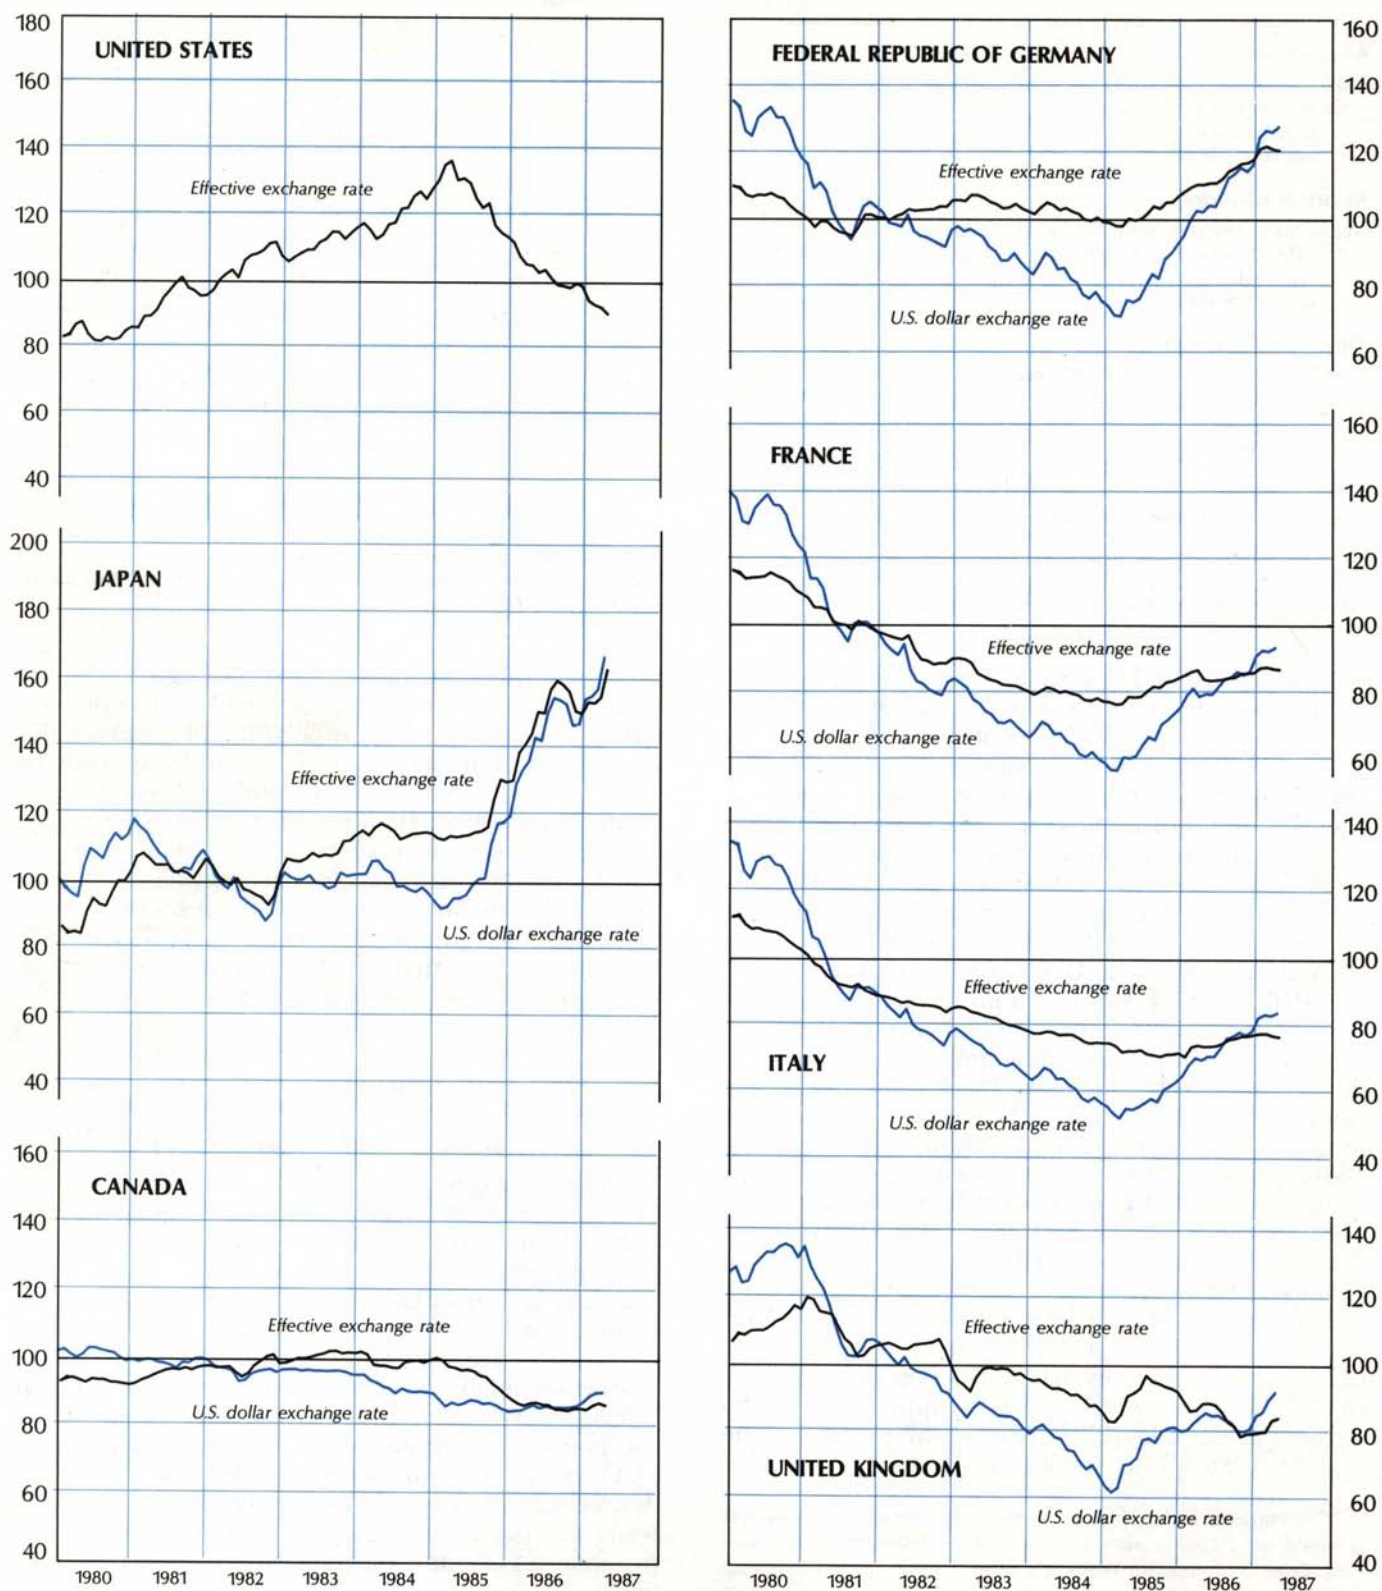 UNITED STATES
180
160
140
120
100
80
60
40
Effective exchange rate
JAPAN
200
180
160
140
120
100
80
60
40
Effective exchange rate
U.S. dollar exchange rate
CANADA
160
140
120
100
80
60
40
Effective exchange rate
U.S. dollar exchange rate
1980 1981 1982 1983 1984 1985 1986 1987
FEDERAL REPUBLIC OF GERMANY
160
140
120
100
80
60
Effective exchange rate
U.S. dollar exchange rate
FRANCE
160
140
120
100
80
60
Effective exchange rate
U.S. dollar exchange rate
140
120
100
80
60
40
Effective exchange rate
ITALY
U.S. dollar exchange rate
140
120
100
80
60
40
Effective exchange rate
UNITED KINGDOM
U.S. dollar exchange rate
1980 1981 1982 1983 1984 1985 1986 1987